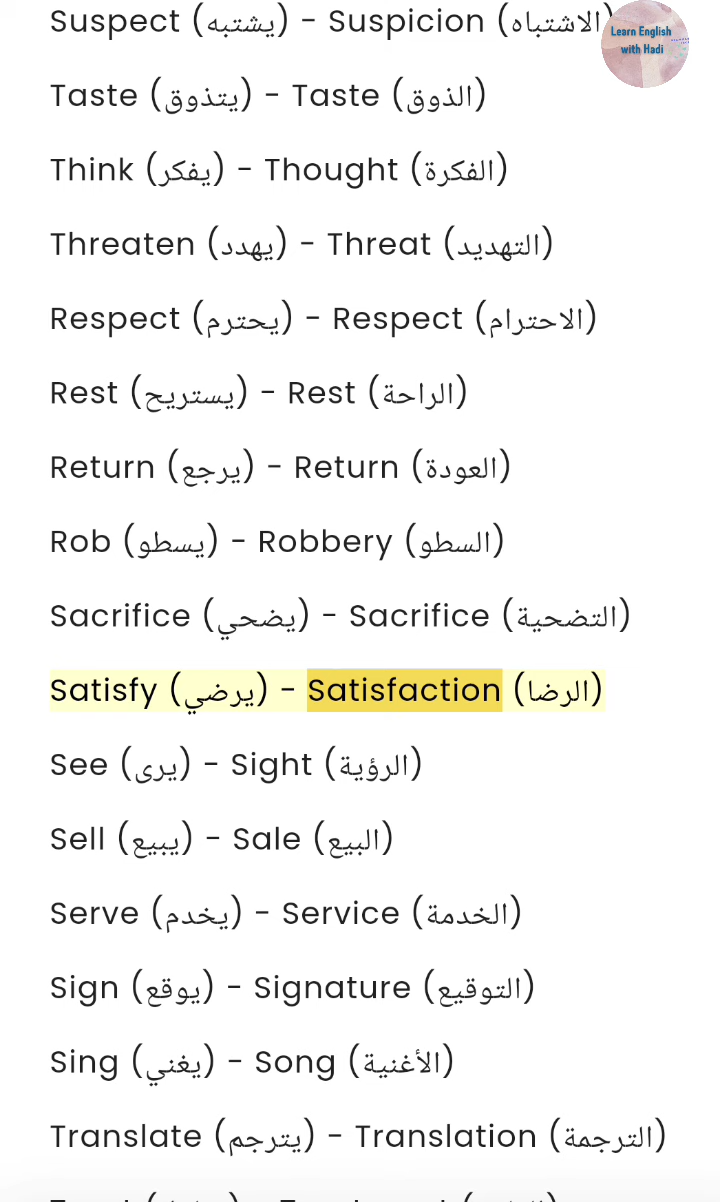 Suspect (يشتبه) - Suspicion (الاشتباه)
Learn English
with Hadi
Taste (يتذوق) - Taste (الذوق)
Think (يفكر) - Thought (الفكرة)
Threaten (يهدد) - Threat (التهديد)
Respect (يحترم) - Respect (الاحترام)
Rest (يستريح) - Rest (الراحة)
Return (يرجع) - Return (العودة)
Rob (يسطو) - Robbery (السطو)
Sacrifice (يضحي) - Sacrifice (التضحية)
Satisfy (يرضي) - Satisfaction (الرضا)
See (يرى) - Sight (الرؤية)
Sell (يبيع) - Sale (البيع)
Serve (يخدم) - Service (الخدمة)
Sign (يوقع) - Signature (التوقيع)
Sing (يغني) - Song (الأغنية)
Translate (يترجم) - Translation (الترجمة)